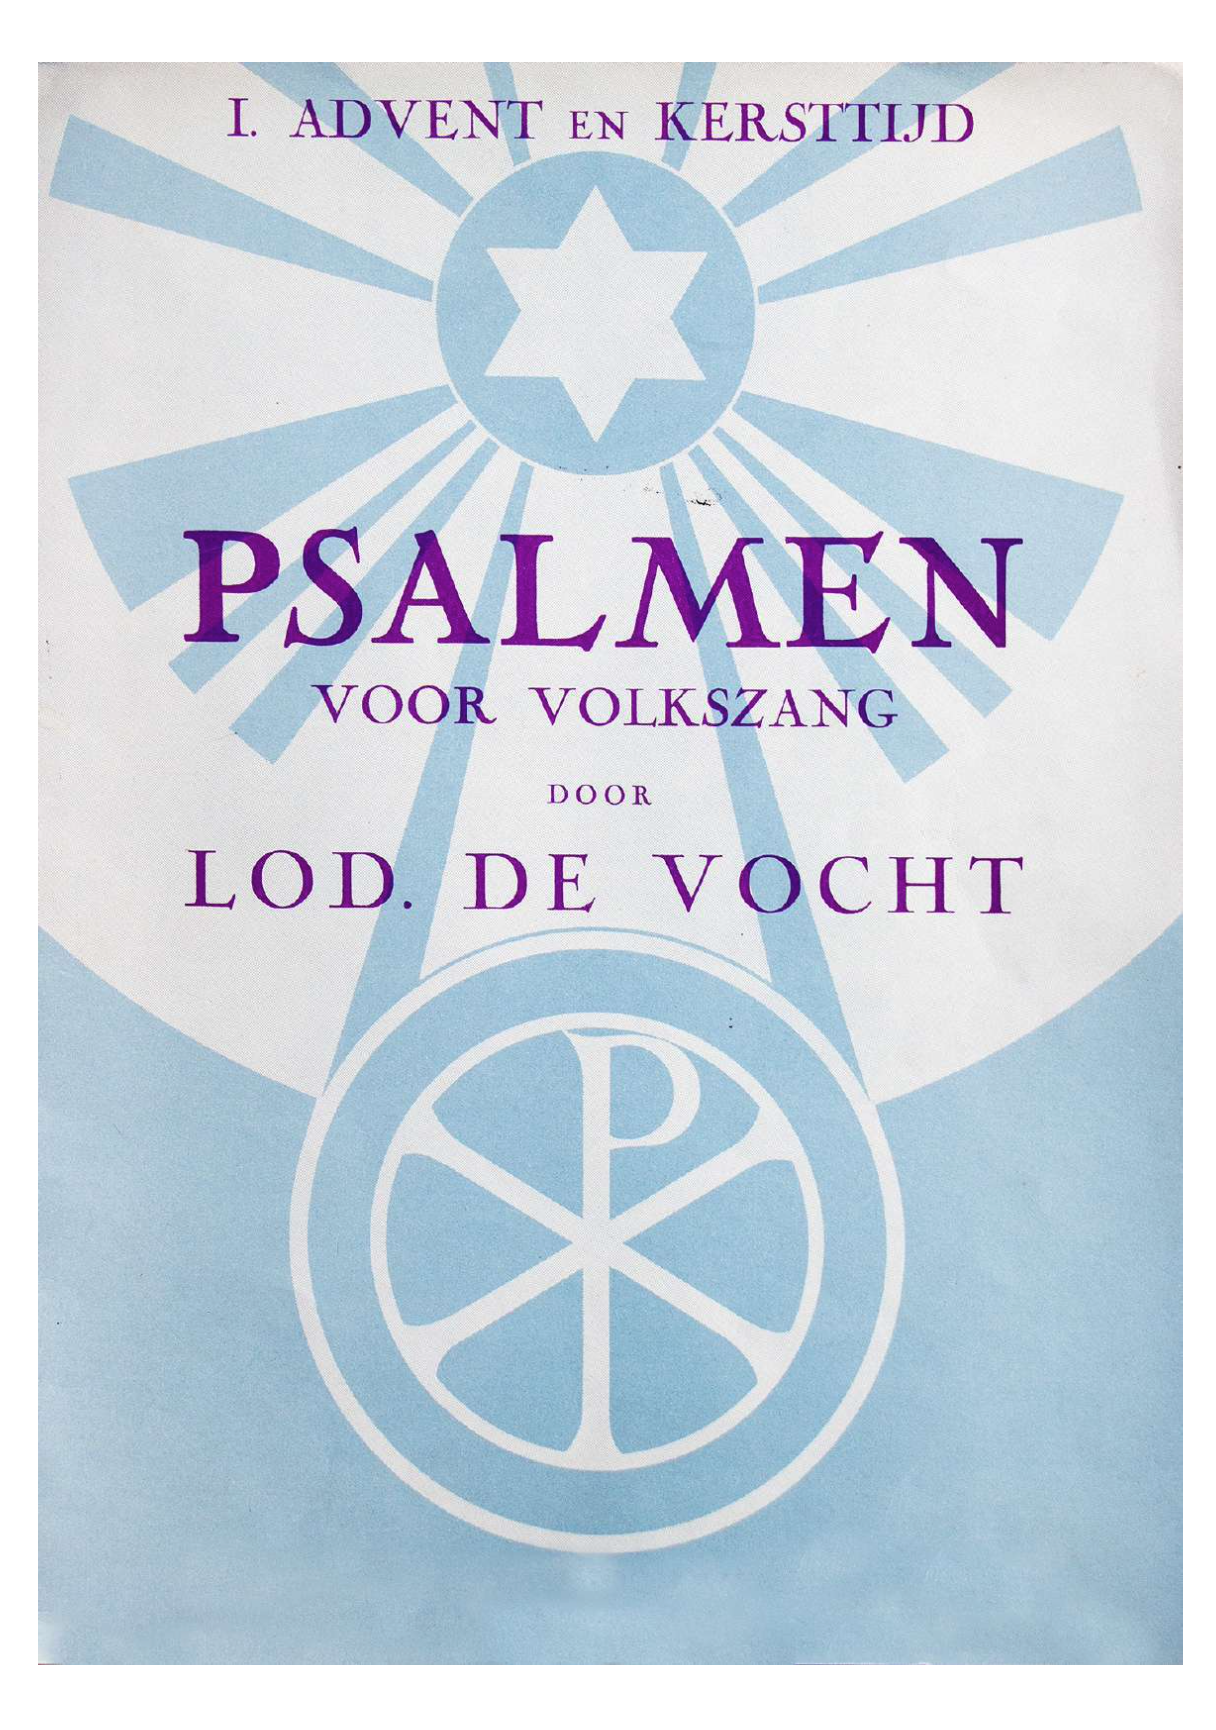 I. ADVENT EN KERSTTIJD
PSALMEN
VOOR VOLKSZANG
DOOR
LOD. DE VOCHT